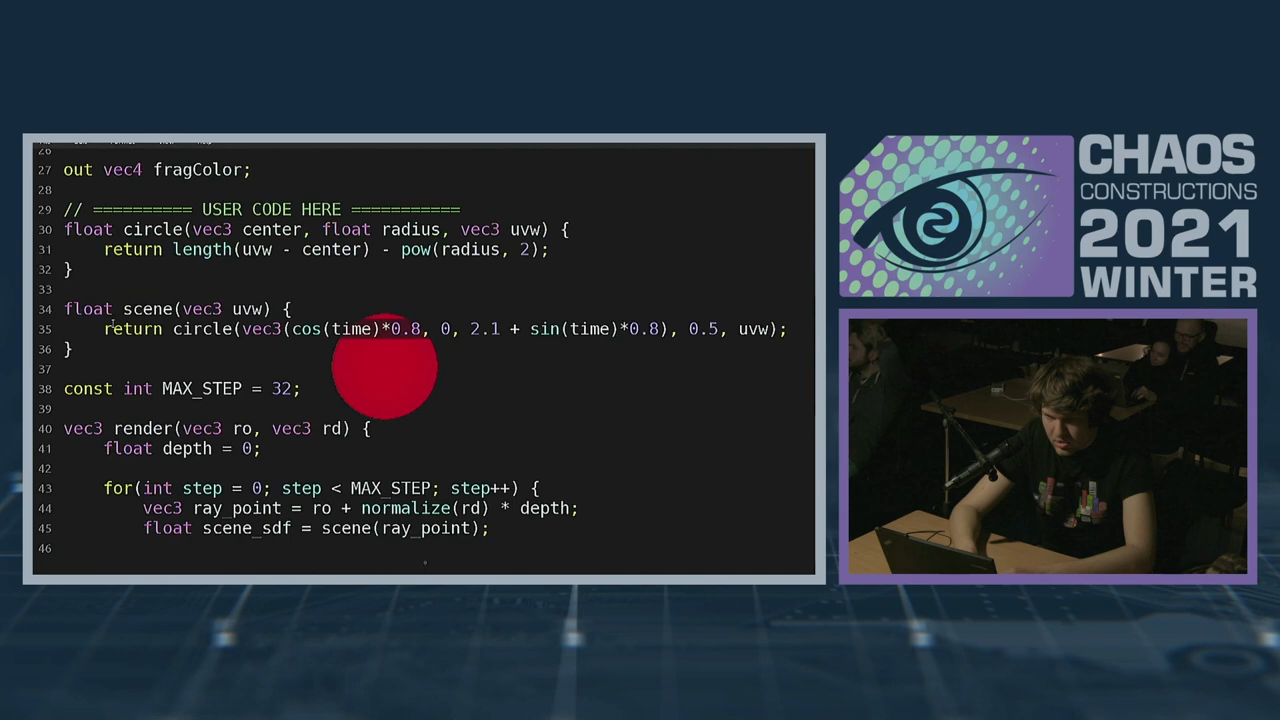 26
27 out vec4 fragColor;
28
29 // ========== USER CODE HERE ===========
30 float circle(vec3 center, float radius, vec3 uvw) {
31     return length(uvw - center) - pow(radius, 2);
32 }
33
34 float scene(vec3 uvw) {
35     return circle(vec3(cos(time)*0.8, 0, 2.1 + sin(time)*0.8), 0.5, uvw);
36 }
37
38 const int MAX_STEP = 32;
39
40 vec3 render(vec3 ro, vec3 rd) {
41     float depth = 0;
42
43     for(int step = 0; step < MAX_STEP; step++) {
44         vec3 ray_point = ro + normalize(rd) * depth;
45         float scene_sdf = scene(ray_point);
46
CHAOS
CONSTRUCTIONS
2021
WINTER